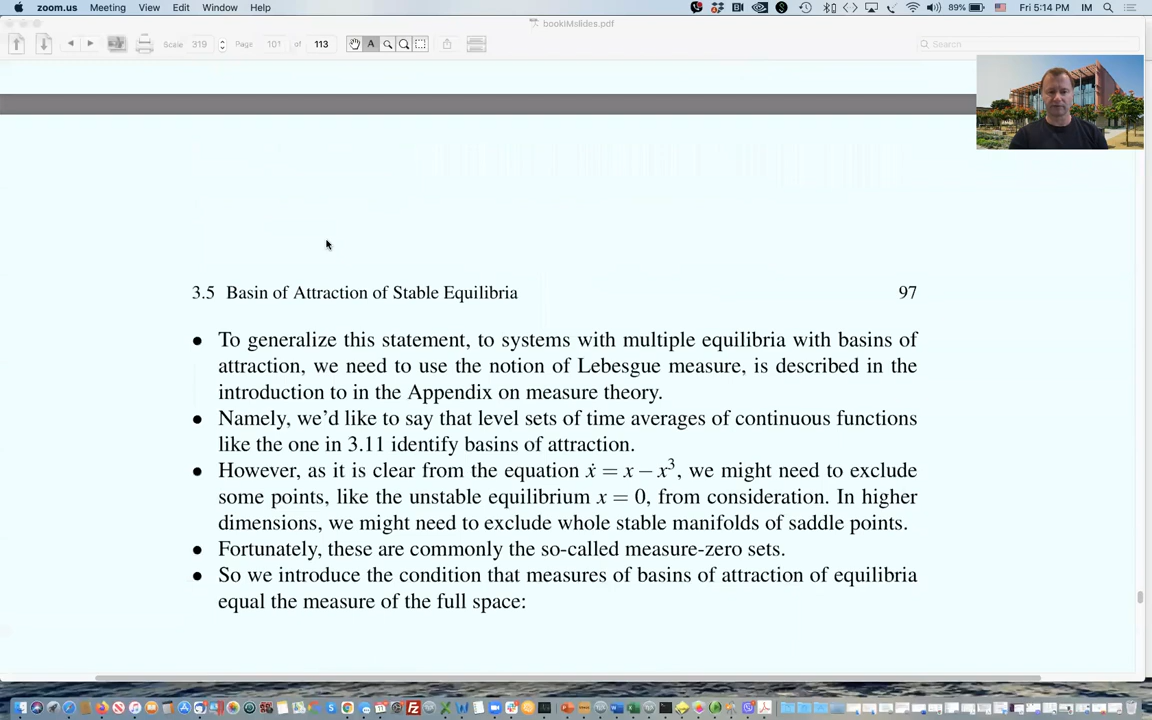 zoom.us Meeting View Edit Window Help 89% Fri 5:14 PM IM
bookIMslides.pdf
Scale 319 Page 101 of 113 Search
3.5 Basin of Attraction of Stable Equilibria 97
• To generalize this statement, to systems with multiple equilibria with basins of
attraction, we need to use the notion of Lebesgue measure, is described in the
introduction to in the Appendix on measure theory.
• Namely, we'd like to say that level sets of time averages of continuous functions
like the one in 3.11 identify basins of attraction.
• However, as it is clear from the equation ẋ = x − x³, we might need to exclude
some points, like the unstable equilibrium x = 0, from consideration. In higher
dimensions, we might need to exclude whole stable manifolds of saddle points.
• Fortunately, these are commonly the so-called measure-zero sets.
• So we introduce the condition that measures of basins of attraction of equilibria
equal the measure of the full space: